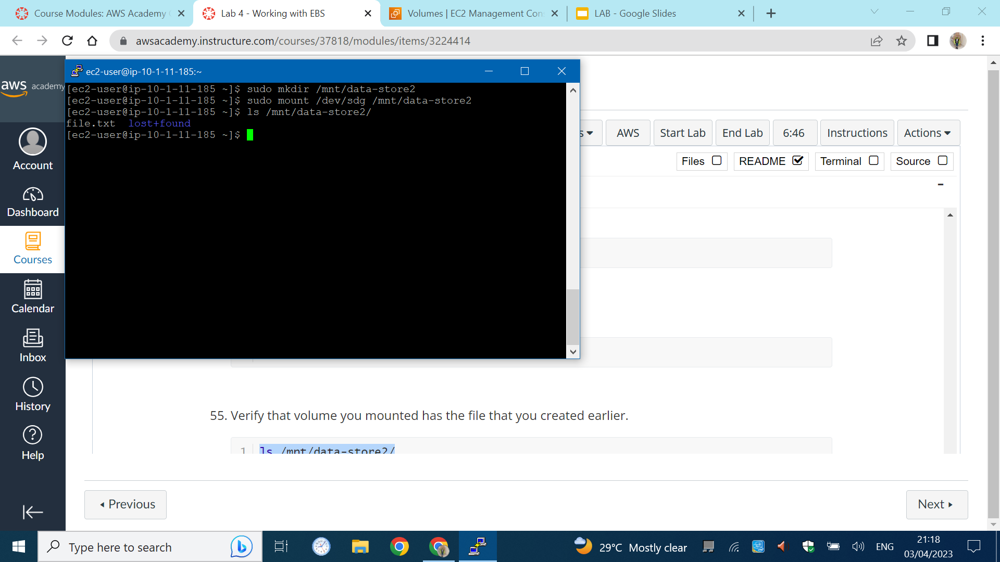 Course Modules: AWS Academy
Lab 4 - Working with EBS
Volumes | EC2 Management Con
LAB - Google Slides
awsacademy.instructure.com/courses/37818/modules/items/3224414
aws academy
ec2-user@ip-10-1-11-185:~
[ec2-user@ip-10-1-11-185 ~]$ sudo mkdir /mnt/data-store2
[ec2-user@ip-10-1-11-185 ~]$ sudo mount /dev/sdg /mnt/data-store2
[ec2-user@ip-10-1-11-185 ~]$ ls /mnt/data-store2/
file.txt lost+found
[ec2-user@ip-10-1-11-185 ~]$
s AWS Start Lab End Lab 6:46 Instructions Actions
Files README Terminal Source
Account
Dashboard
Courses
Calendar
Inbox
History
Help
55. Verify that volume you mounted has the file that you created earlier.
1 ls /mnt/data-store2/
Previous
Next
Type here to search
29°C Mostly clear
ENG
21:18
03/04/2023